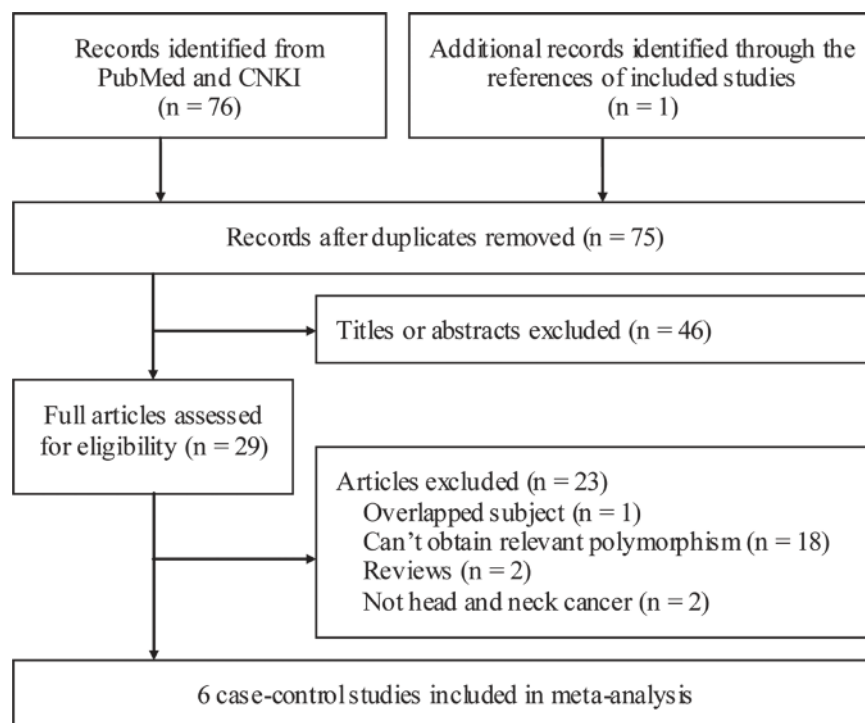 Records identified from
PubMed and CNKI
(n = 76)
Additional records identified through the
references of included studies
(n = 1)
Records after duplicates removed (n = 75)
Titles or abstracts excluded (n = 46)
Full articles assessed
for eligibility (n = 29)
Articles excluded (n = 23)
Overlapped subject (n = 1)
Can't obtain relevant polymorphism (n = 18)
Reviews (n = 2)
Not head and neck cancer (n = 2)
6 case-control studies included in meta-analysis